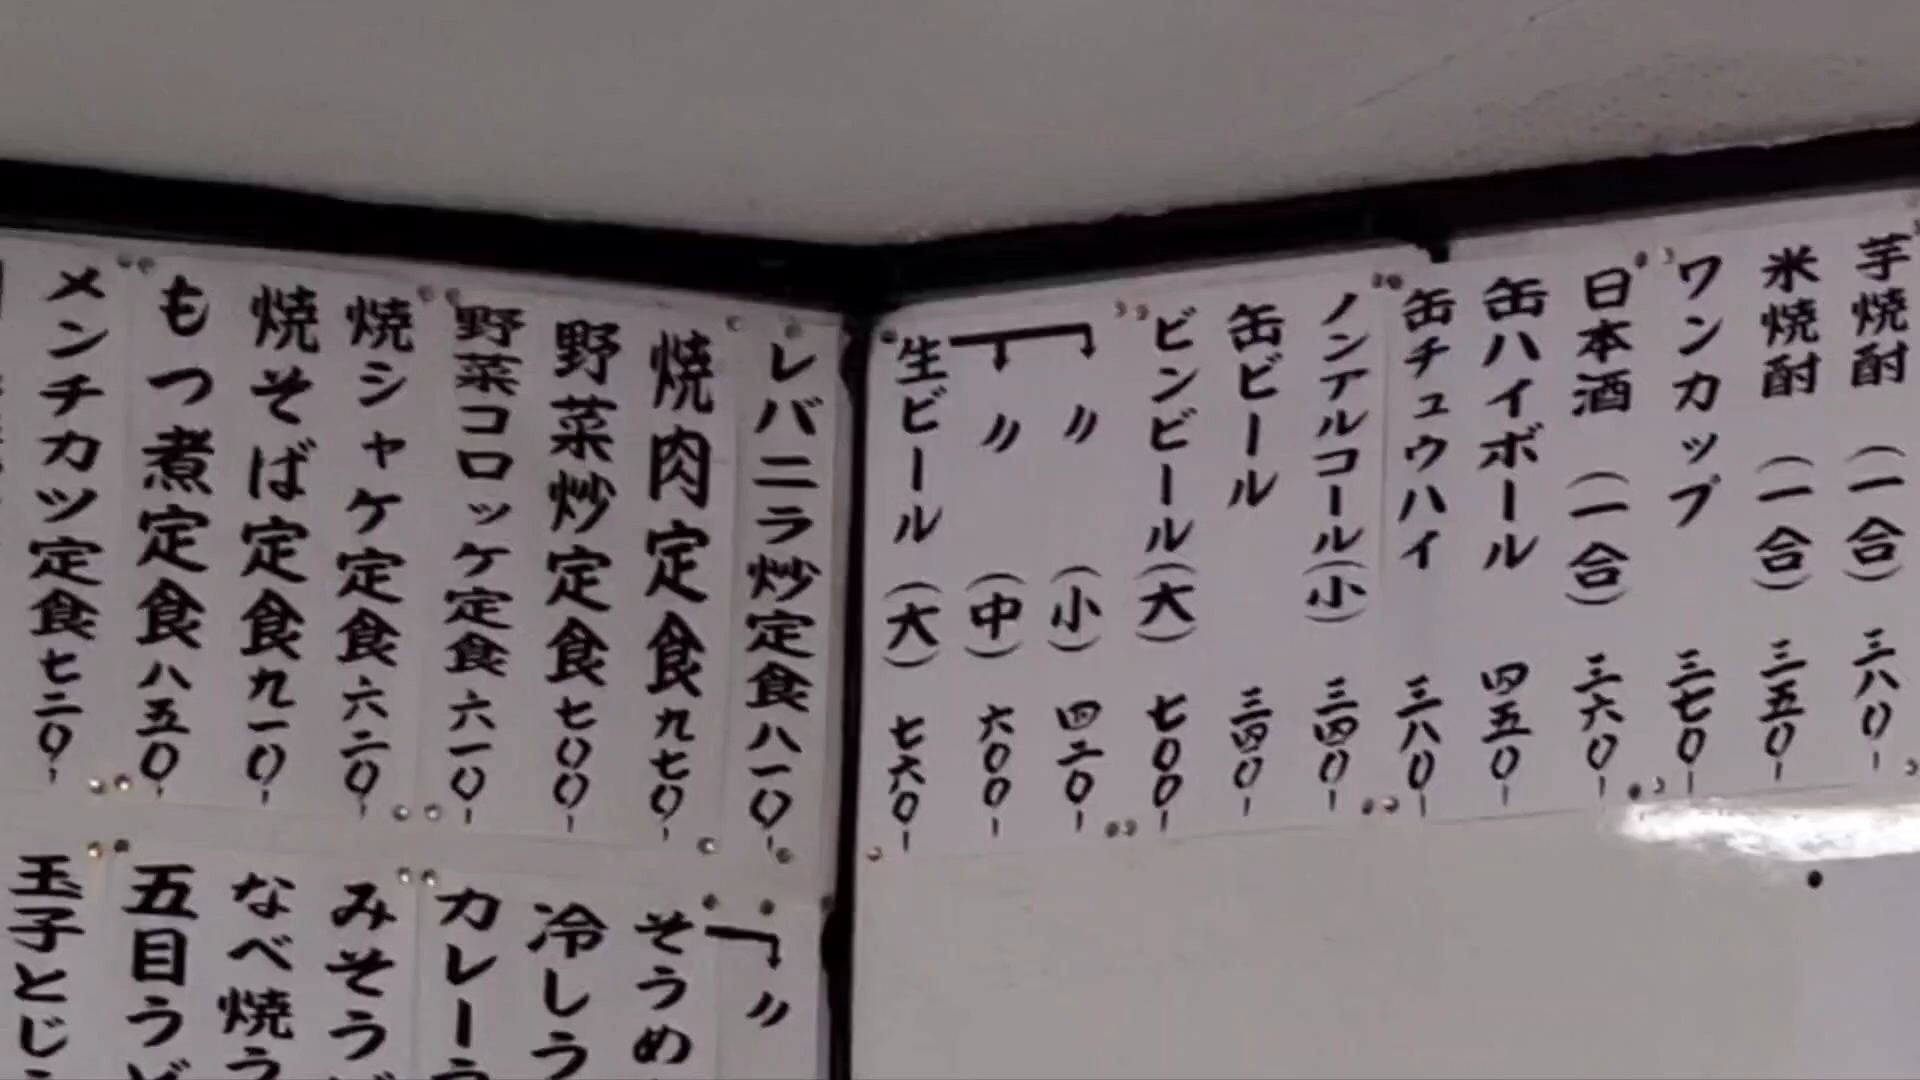 芋焼酎(一合) 三八〇-
米焼酎(一合) 三五〇-
ワンカップ 三七〇-
日本酒(一合) 三六〇-
缶ハイボール 四五〇-
缶チュウハイ 三八〇-
ノンアルコール(小) 三四〇-
缶ビール 三四〇-
ビンビール(大) 七〇〇-
〃(小) 四二〇-
〃(中) 六〇〇-
生ビール(大) 七六〇-
レバニラ炒定食 八一〇-
焼肉定食 九七〇-
野菜炒定食 七〇〇-
野菜コロッケ定食 六一〇-
焼シャケ定食 六二〇-
焼そば定食 九一〇-
もつ煮定食 八五〇-
メンチカツ定食 七二〇-
〃
そうめ
冷しう
カレーう
みそうど
なべ焼う
五目うど
玉子とじ